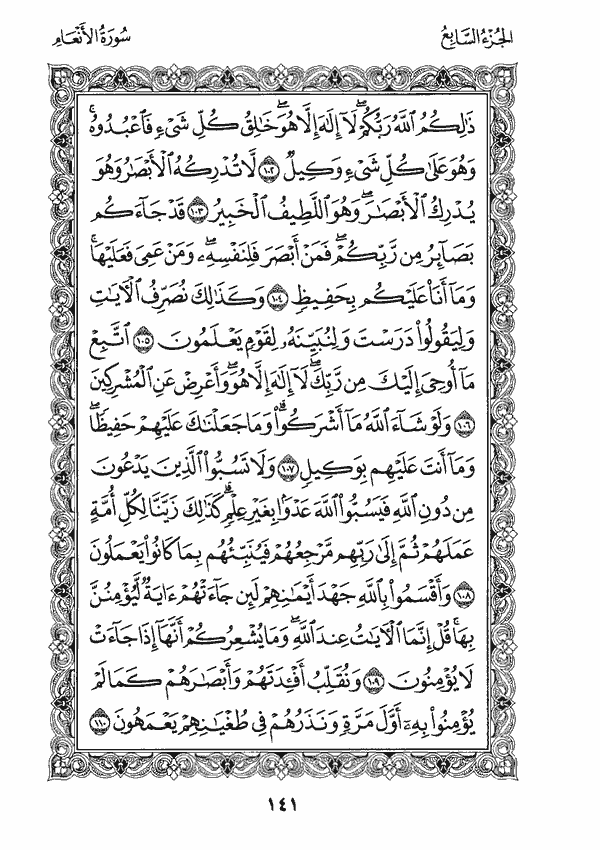 الجُزْءُ السَّابِعُ
سُورَةُ الأَنْعَامِ
ذَٰلِكُمُ ٱللَّهُ رَبُّكُمْ ۖ لَآ إِلَٰهَ إِلَّا هُوَ ۖ خَٰلِقُ كُلِّ شَىْءٍ فَٱعْبُدُوهُ ۚ
وَهُوَ عَلَىٰ كُلِّ شَىْءٍ وَكِيلٌ ١٠٢ لَّا تُدْرِكُهُ ٱلْأَبْصَٰرُ وَهُوَ
يُدْرِكُ ٱلْأَبْصَٰرَ ۖ وَهُوَ ٱللَّطِيفُ ٱلْخَبِيرُ ١٠٣ قَدْ جَآءَكُم
بَصَآئِرُ مِن رَّبِّكُمْ ۖ فَمَنْ أَبْصَرَ فَلِنَفْسِهِۦ ۖ وَمَنْ عَمِىَ فَعَلَيْهَا ۚ
وَمَآ أَنَا۠ عَلَيْكُم بِحَفِيظٍ ١٠٤ وَكَذَٰلِكَ نُصَرِّفُ ٱلْءَايَٰتِ
وَلِيَقُولُوا۟ دَرَسْتَ وَلِنُبَيِّنَهُۥ لِقَوْمٍ يَعْلَمُونَ ١٠٥ ٱتَّبِعْ
مَآ أُوحِىَ إِلَيْكَ مِن رَّبِّكَ ۖ لَآ إِلَٰهَ إِلَّا هُوَ ۖ وَأَعْرِضْ عَنِ ٱلْمُشْرِكِينَ
١٠٦ وَلَوْ شَآءَ ٱللَّهُ مَآ أَشْرَكُوا۟ ۗ وَمَا جَعَلْنَٰكَ عَلَيْهِمْ حَفِيظًا ۖ
وَمَآ أَنتَ عَلَيْهِم بِوَكِيلٍ ١٠٧ وَلَا تَسُبُّوا۟ ٱلَّذِينَ يَدْعُونَ
مِن دُونِ ٱللَّهِ فَيَسُبُّوا۟ ٱللَّهَ عَدْوًۢا بِغَيْرِ عِلْمٍ ۗ كَذَٰلِكَ زَيَّنَّا لِكُلِّ أُمَّةٍ
عَمَلَهُمْ ثُمَّ إِلَىٰ رَبِّهِم مَّرْجِعُهُمْ فَيُنَبِّئُهُم بِمَا كَانُوا۟ يَعْمَلُونَ
١٠٨ وَأَقْسَمُوا۟ بِٱللَّهِ جَهْدَ أَيْمَٰنِهِمْ لَئِن جَآءَتْهُمْ ءَايَةٌ لَّيُؤْمِنُنَّ
بِهَا ۚ قُلْ إِنَّمَا ٱلْءَايَٰتُ عِندَ ٱللَّهِ ۖ وَمَا يُشْعِرُكُمْ أَنَّهَآ إِذَا جَآءَتْ
لَا يُؤْمِنُونَ ١٠٩ وَنُقَلِّبُ أَفْـِٔدَتَهُمْ وَأَبْصَٰرَهُمْ كَمَا لَمْ
يُؤْمِنُوا۟ بِهِۦٓ أَوَّلَ مَرَّةٍ وَنَذَرُهُمْ فِى طُغْيَٰنِهِمْ يَعْمَهُونَ ١١٠
١٤١